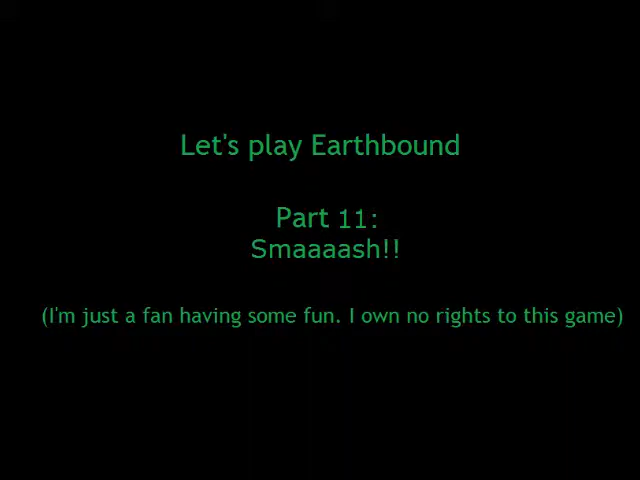 Let's play Earthbound
Part 11:
Smaaaash!!
(I'm just a fan having some fun. I own no rights to this game)